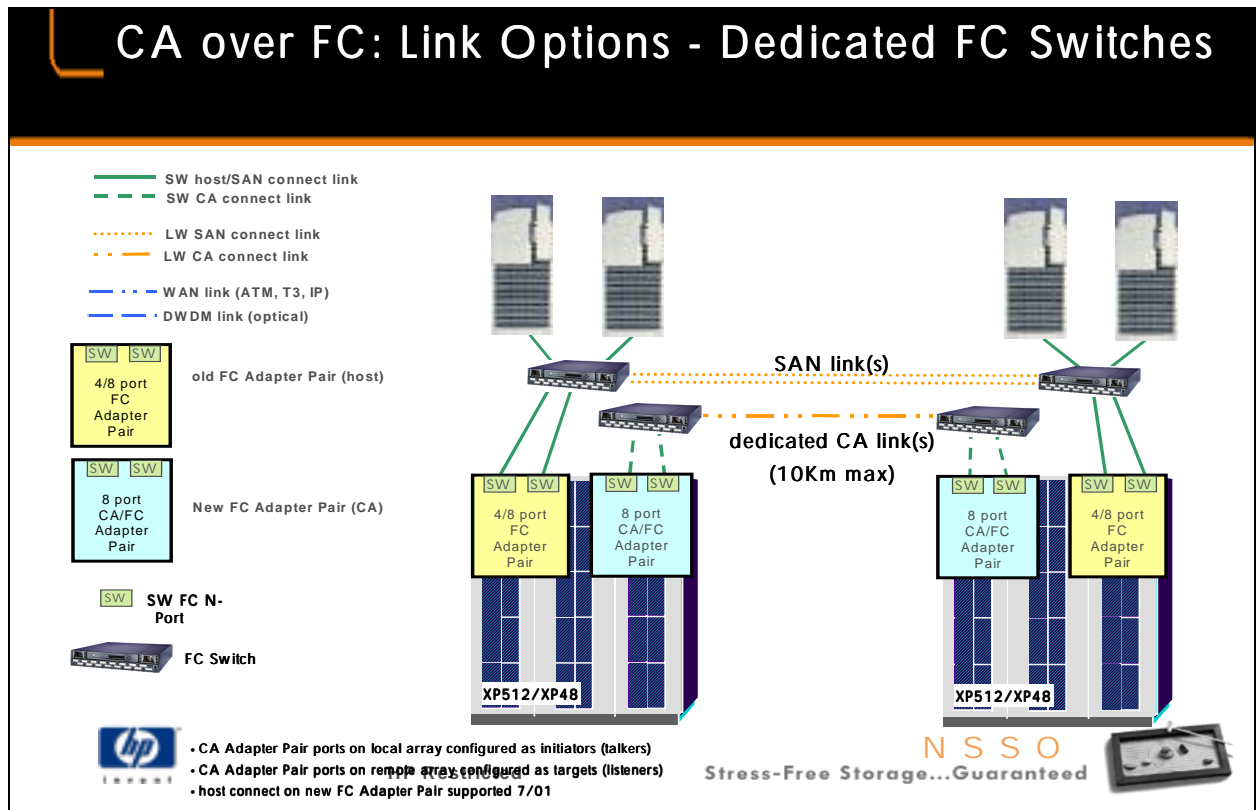 CA over FC: Link Options - Dedicated FC Switches
SW host/SAN connect link
SW CA connect link
LW SAN connect link
LW CA connect link
WAN link (ATM, T3, IP)
DWDM link (optical)
SW SW
4/8 port
FC
Adapter
Pair
old FC Adapter Pair (host)
SW SW
8 port
CA/FC
Adapter
Pair
New FC Adapter Pair (CA)
SW
SW FC N-
Port
FC Switch
SAN link(s)
dedicated CA link(s)
(10Km max)
SW SW
4/8 port
FC
Adapter
Pair
SW SW
8 port
CA/FC
Adapter
Pair
XP512/XP48
SW SW
8 port
CA/FC
Adapter
Pair
SW SW
4/8 port
FC
Adapter
Pair
XP512/XP48
hp
invent
• CA Adapter Pair ports on local array configured as initiators (talkers)
• CA Adapter Pair ports on remote array configured as targets (listeners)
• host connect on new FC Adapter Pair supported 7/01
HP Restricted
NSSO
Stress-Free Storage...Guaranteed